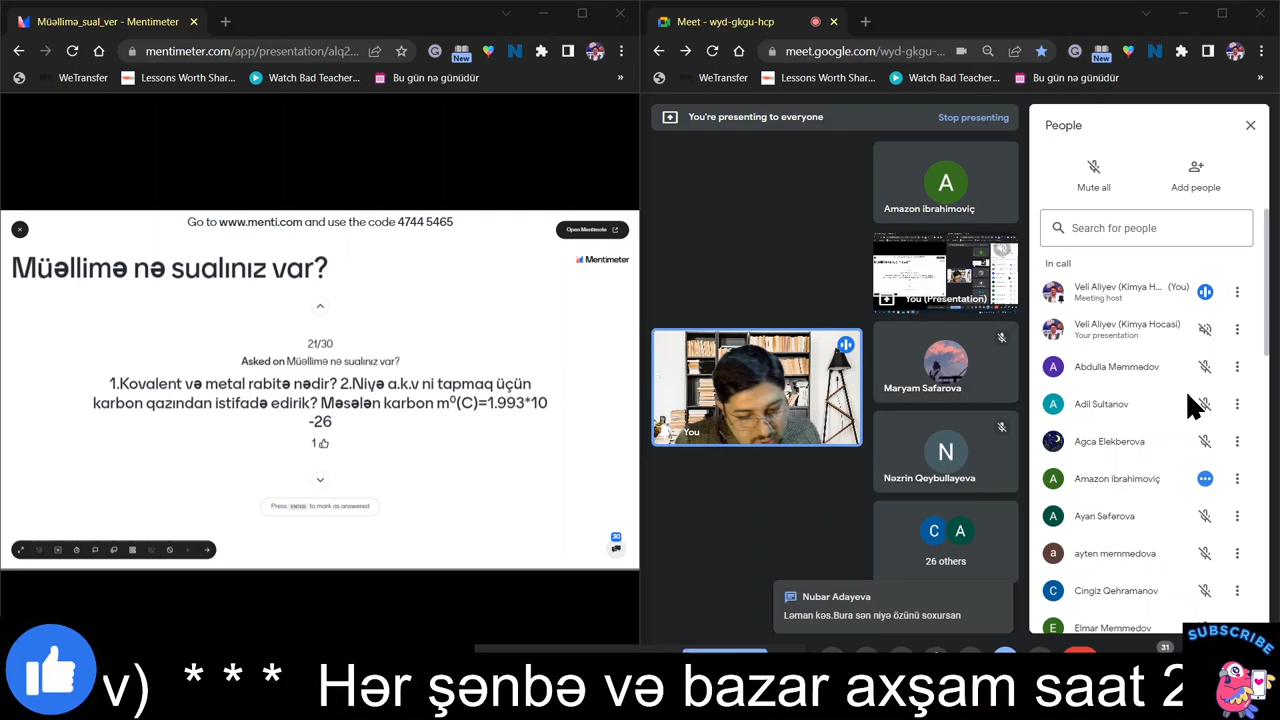 Müəllimə_sual_ver - Mentimeter
mentimeter.com/app/presentation/alq2...
New
WeTransfer
Lessons Worth Shar...
Watch Bad Teacher...
Bu gün nə günüdür
Go to www.menti.com and use the code 4744 5465
Open Mentimote
Müəllimə nə sualınız var?
Mentimeter
21/30
Asked on Müəllimə nə sualınız var?
1.Kovalent və metal rabitə nədir? 2.Niyə a.k.v ni tapmaq üçün
karbon qazından istifadə edirik? Məsələn karbon m⁰(C)=1.993*10
-26
1
Press ENTER to mark as answered
30
Meet - wyd-gkgu-hcp
meet.google.com/wyd-gkgu-...
New
WeTransfer
Lessons Worth Shar...
Watch Bad Teacher...
Bu gün nə günüdür
You're presenting to everyone
Stop presenting
A
Amazon ibrahimoviç
You (Presentation)
Maryam Safarova
You
N
Nəzrin Qeybullayeva
C A
26 others
Nubar Adayeva
Ləman kəs.Bura sən niyə özünü soxursan
People
Mute all
Add people
Search for people
In call
Veli Aliyev (Kimya H... (You)
Meeting host
Veli Aliyev (Kimya Hocasi)
Your presentation
A Abdulla Məmmədov
A Adil Sultanov
Agca Elekberova
A Amazon ibrahimoviç
A Ayan Səfərova
a ayten memmedova
C Cingiz Qehramanov
E Elmar Memmedov
31
SUBSCRIBE
v) * * * Hər şənbə və bazar axşam saat 2